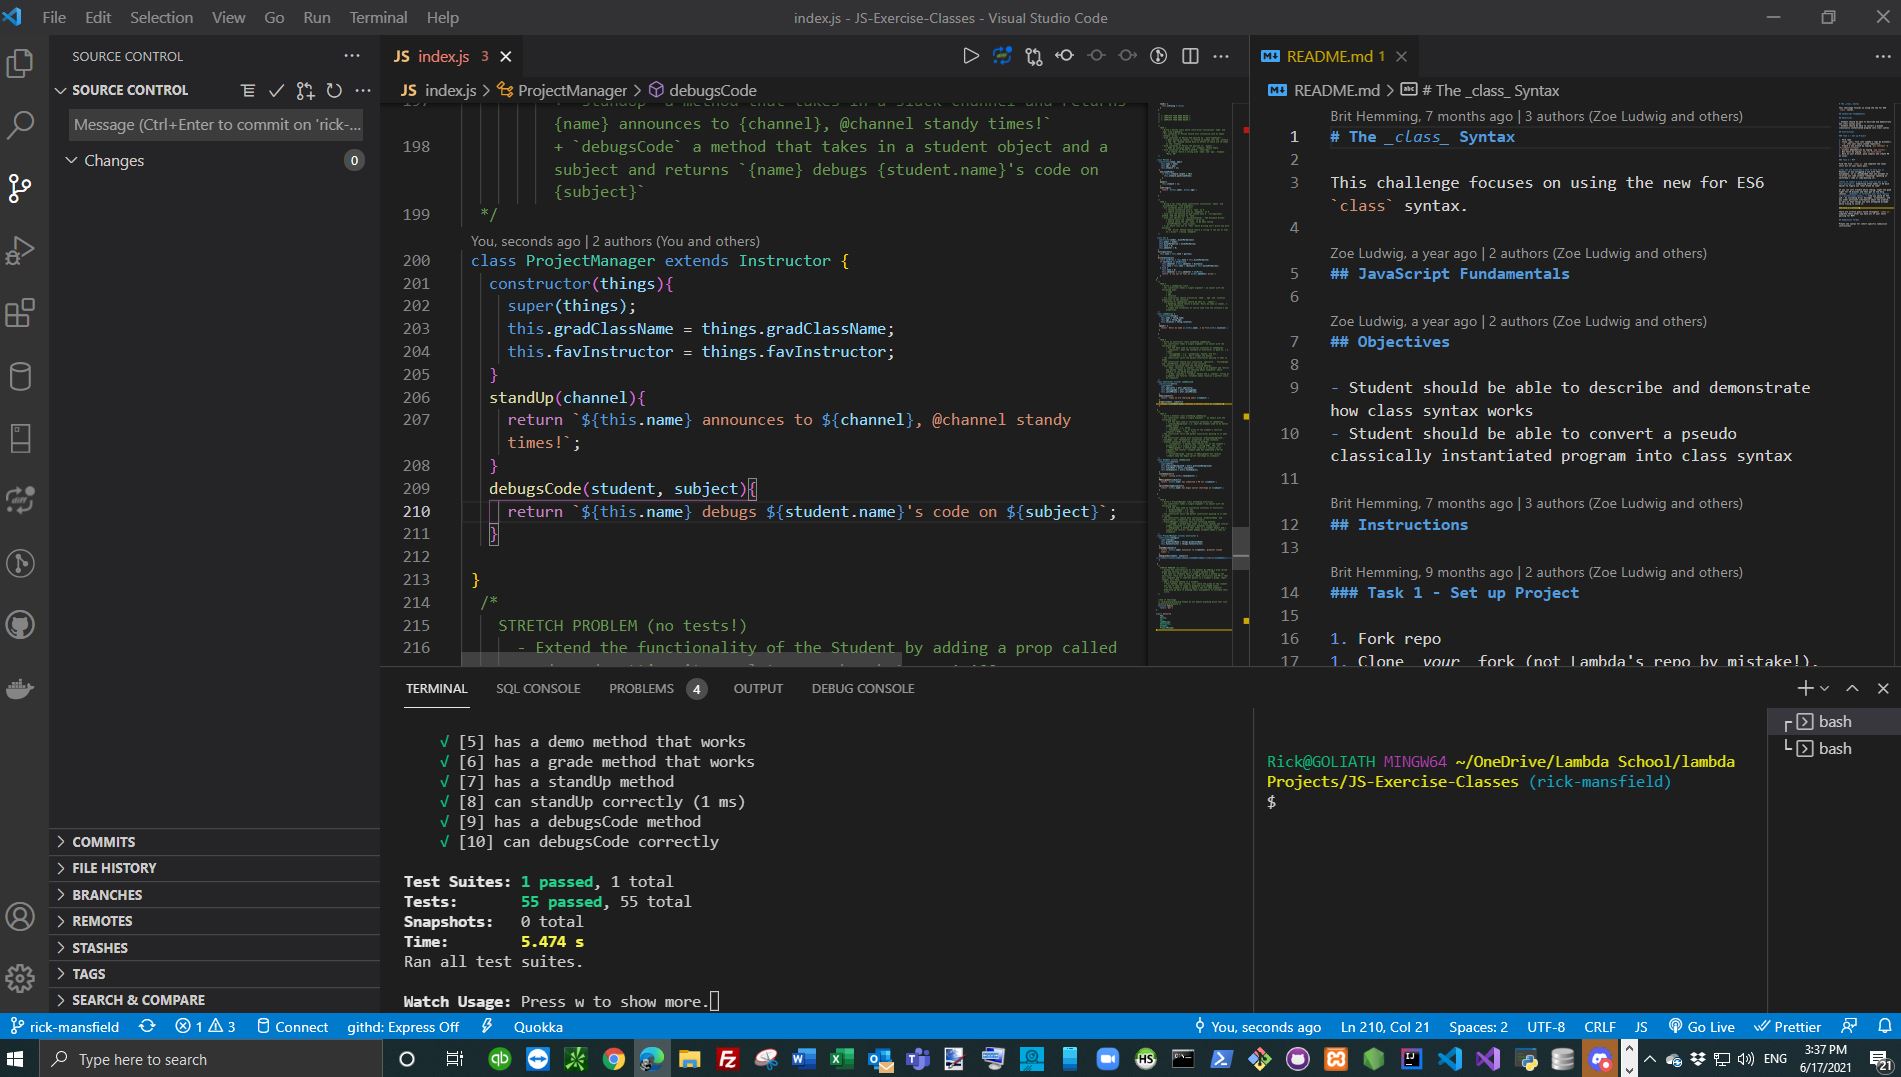 File Edit Selection View Go Run Terminal Help
index.js - JS-Exercise-Classes - Visual Studio Code
SOURCE CONTROL
SOURCE CONTROL
Message (Ctrl+Enter to commit on 'rick-...
Changes 0
COMMITS
FILE HISTORY
BRANCHES
REMOTES
STASHES
TAGS
SEARCH & COMPARE
JS index.js 3
JS index.js > ProjectManager > debugsCode
{name} announces to {channel}, @channel standy times!`
198 + `debugsCode` a method that takes in a student object and a
subject and returns `{name} debugs {student.name}'s code on
{subject}`
199 */
You, seconds ago | 2 authors (You and others)
200 class ProjectManager extends Instructor {
201 constructor(things){
202 super(things);
203 this.gradClassName = things.gradClassName;
204 this.favInstructor = things.favInstructor;
205 }
206 standUp(channel){
207 return `${this.name} announces to ${channel}, @channel standy
times!`;
208 }
209 debugsCode(student, subject){
210 return `${this.name} debugs ${student.name}'s code on ${subject}`;
211 }
212
213 }
214 /*
215 STRETCH PROBLEM (no tests!)
216 - Extend the functionality of the Student by adding a prop called
README.md 1
README.md > # The _class_ Syntax
Brit Hemming, 7 months ago | 3 authors (Zoe Ludwig and others)
1 # The _class_ Syntax
2
3 This challenge focuses on using the new for ES6
`class` syntax.
4
Zoe Ludwig, a year ago | 2 authors (Zoe Ludwig and others)
5 ## JavaScript Fundamentals
6
Zoe Ludwig, a year ago | 2 authors (Zoe Ludwig and others)
7 ## Objectives
8
9 - Student should be able to describe and demonstrate
how class syntax works
10 - Student should be able to convert a pseudo
classically instantiated program into class syntax
11
Brit Hemming, 7 months ago | 3 authors (Zoe Ludwig and others)
12 ## Instructions
13
Brit Hemming, 9 months ago | 2 authors (Zoe Ludwig and others)
14 ### Task 1 - Set up Project
15
16 1. Fork repo
17 1. Clone _your_ fork (not Lambda's repo by mistake!).
TERMINAL SQL CONSOLE PROBLEMS 4 OUTPUT DEBUG CONSOLE
√ [5] has a demo method that works
√ [6] has a grade method that works
√ [7] has a standUp method
√ [8] can standUp correctly (1 ms)
√ [9] has a debugsCode method
√ [10] can debugsCode correctly
Test Suites: 1 passed, 1 total
Tests: 55 passed, 55 total
Snapshots: 0 total
Time: 5.474 s
Ran all test suites.
Watch Usage: Press w to show more.
Rick@GOLIATH MINGW64 ~/OneDrive/Lambda School/lambda
Projects/JS-Exercise-Classes (rick-mansfield)
$
bash
bash
rick-mansfield 1 3 Connect githd: Express Off Quokka
You, seconds ago Ln 210, Col 21 Spaces: 2 UTF-8 CRLF JS Go Live Prettier
Type here to search
ENG
3:37 PM
6/17/2021
21